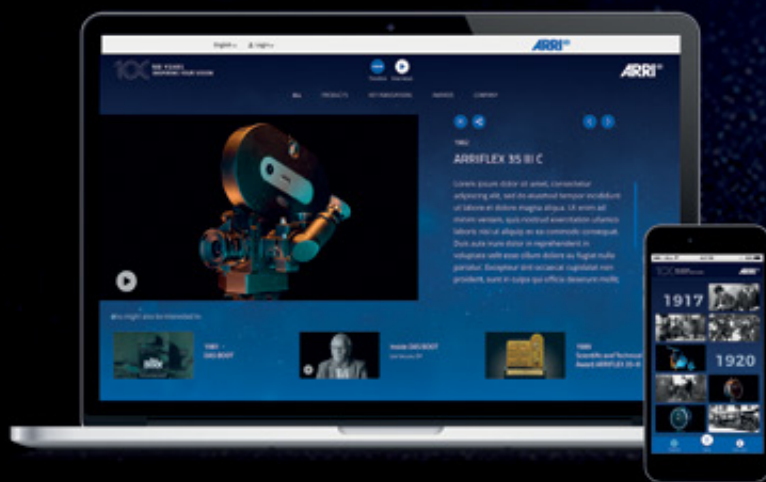 English
Login
ARRI
100 YEARS
INSPIRING YOUR VISION
Timeline
Interviews
ARRI
ALL
PRODUCTS
KEY INNOVATIONS
AWARDS
COMPANY
1982
ARRIFLEX 35 III C
Lorem ipsum dolor sit amet, consectetur
adipiscing elit, sed do eiusmod tempor incididunt
ut labore et dolore magna aliqua. Ut enim ad
minim veniam, quis nostrud exercitation ullamco
laboris nisi ut aliquip ex ea commodo consequat.
Duis aute irure dolor in reprehenderit in
voluptate velit esse cillum dolore eu fugiat nulla
pariatur. Excepteur sint occaecat cupidatat non
proident, sunt in culpa qui officia deserunt mollit
might also be interested in:
1981 -
DAS BOOT
Inside DAS BOOT
1989
Scientific and Technical
Award ARRIFLEX 35-III
ARRI
1917
1920